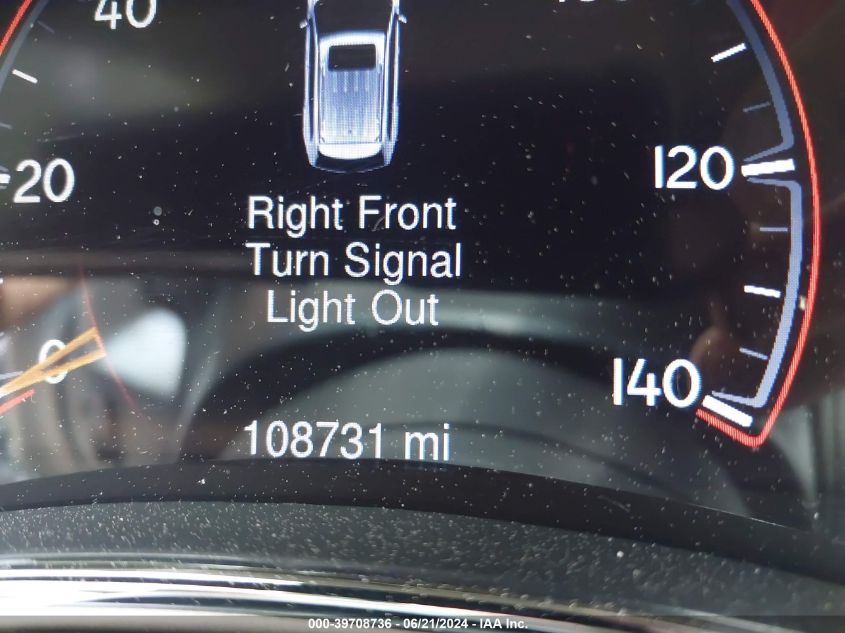 40
20
120
Right Front
Turn Signal
Light Out
0
140
108731 mi
000-39708736 - 06/21/2024 - IAA Inc.